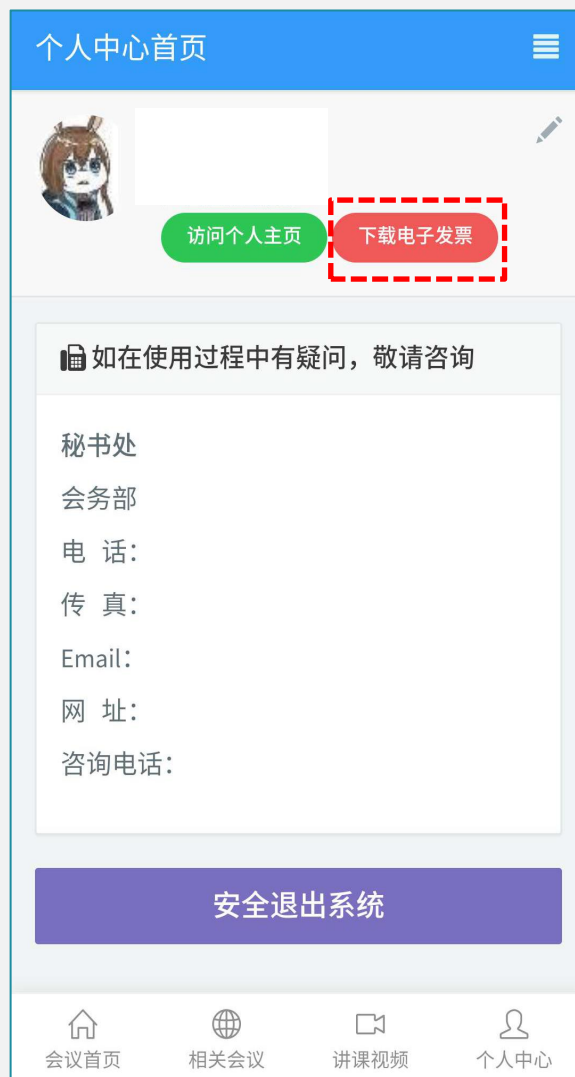 个人中心首页
访问个人主页
下载电子发票
如在使用过程中有疑问，敬请咨询
秘书处
会务部
电 话：
传 真：
Email：
网 址：
咨询电话：
安全退出系统
会议首页
相关会议
讲课视频
个人中心